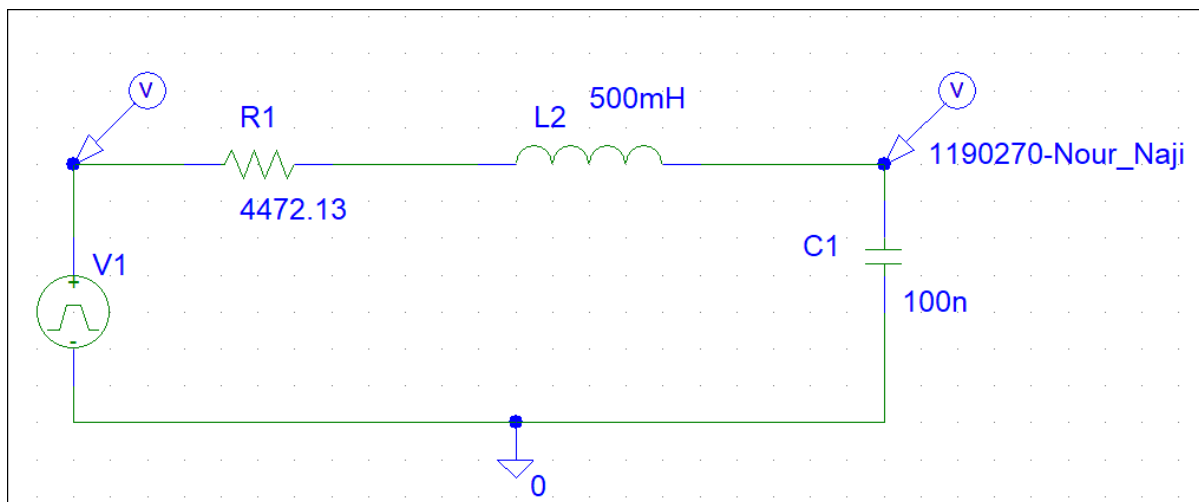 V
V
500mH
R1
L2
1190270-Nour_Naji
4472.13
C1
V1
+
100n
-
0